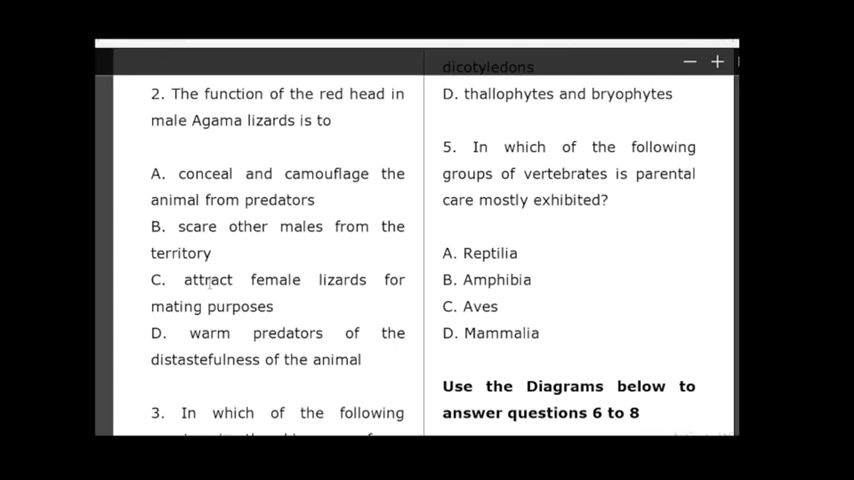 2. The function of the red head in
male Agama lizards is to
A. conceal and camouflage the
animal from predators
B. scare other males from the
territory
C. attract female lizards for
mating purposes
D. warm predators of the
distastefulness of the animal
3. In which of the following
dicotyledons
D. thallophytes and bryophytes
5. In which of the following
groups of vertebrates is parental
care mostly exhibited?
A. Reptilia
B. Amphibia
C. Aves
D. Mammalia
Use the Diagrams below to
answer questions 6 to 8